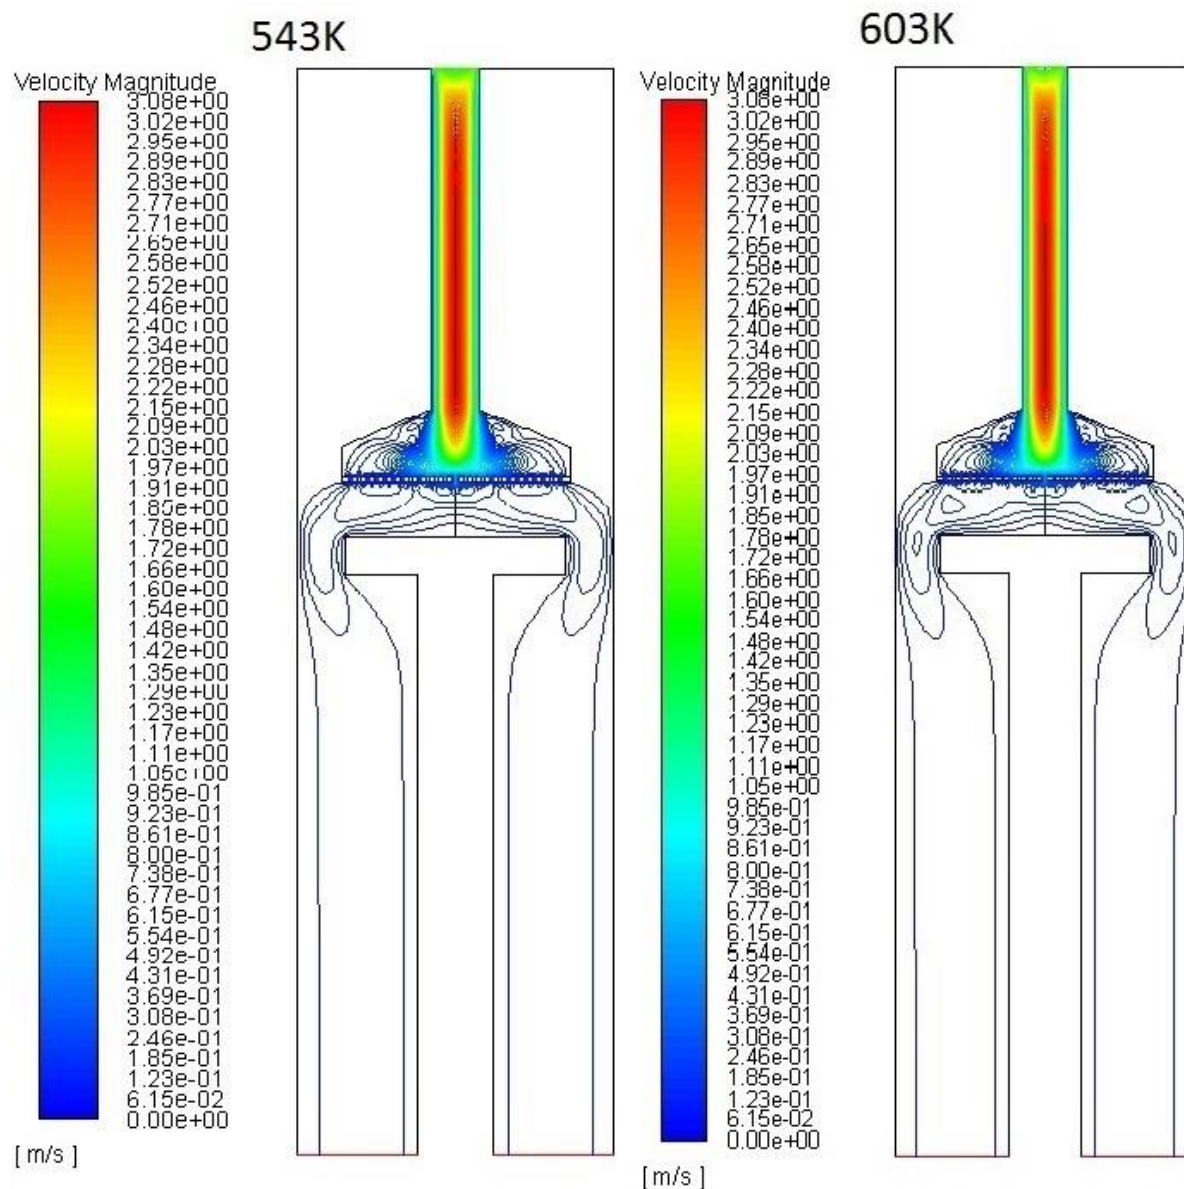 543K
Velocity Magnitude
3.08e+00
3.02e+00
2.95e+00
2.89e+00
2.83e+00
2.77e+00
2.71e+00
2.65e+00
2.58e+00
2.52e+00
2.46e+00
2.40e+00
2.34e+00
2.28e+00
2.22e+00
2.15e+00
2.09e+00
2.03e+00
1.97e+00
1.91e+00
1.85e+00
1.78e+00
1.72e+00
1.66e+00
1.60e+00
1.54e+00
1.48e+00
1.42e+00
1.35e+00
1.29e+00
1.23e+00
1.17e+00
1.11e+00
1.05e+00
9.85e-01
9.23e-01
8.61e-01
8.00e-01
7.38e-01
6.77e-01
6.15e-01
5.54e-01
4.92e-01
4.31e-01
3.69e-01
3.08e-01
2.46e-01
1.85e-01
1.23e-01
6.15e-02
0.00e+00
[ m/s ]
603K
Velocity Magnitude
3.08e+00
3.02e+00
2.95e+00
2.89e+00
2.83e+00
2.77e+00
2.71e+00
2.65e+00
2.58e+00
2.52e+00
2.46e+00
2.40e+00
2.34e+00
2.28e+00
2.22e+00
2.15e+00
2.09e+00
2.03e+00
1.97e+00
1.91e+00
1.85e+00
1.78e+00
1.72e+00
1.66e+00
1.60e+00
1.54e+00
1.48e+00
1.42e+00
1.35e+00
1.29e+00
1.23e+00
1.17e+00
1.11e+00
1.05e+00
9.85e-01
9.23e-01
8.61e-01
8.00e-01
7.38e-01
6.77e-01
6.15e-01
5.54e-01
4.92e-01
4.31e-01
3.69e-01
3.08e-01
2.46e-01
1.85e-01
1.23e-01
6.15e-02
0.00e+00
[ m/s ]